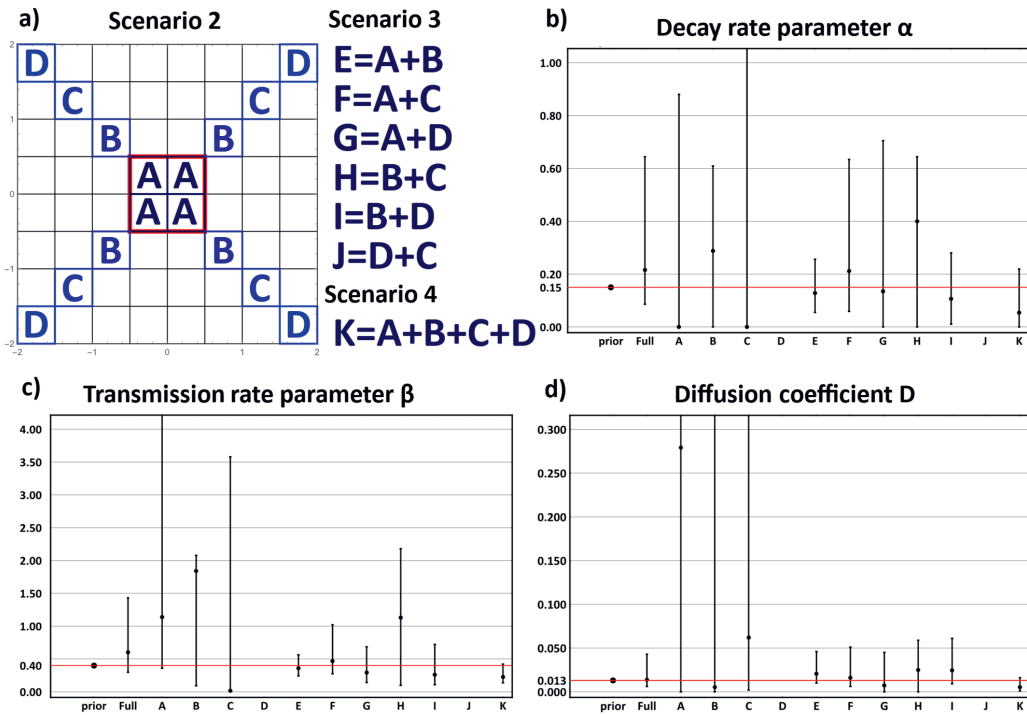 a)
Scenario 2
2
1
0
-1
-2
-2
-1
0
1
2
D D
C C
B B
A A
A A
B B
C C
D D
Scenario 3
E=A+B
F=A+C
G=A+D
H=B+C
I=B+D
J=D+C
Scenario 4
K=A+B+C+D
b)
Decay rate parameter α
1.00
0.80
0.60
0.40
0.20
0.15
0.00
prior Full A B C D E F G H I J K
c)
Transmission rate parameter β
4.00
3.50
3.00
2.50
2.00
1.50
1.00
0.40
0.00
prior Full A B C D E F G H I J K
d)
Diffusion coefficient D
0.300
0.250
0.200
0.150
0.100
0.050
0.013
0.000
prior Full A B C D E F G H I J K